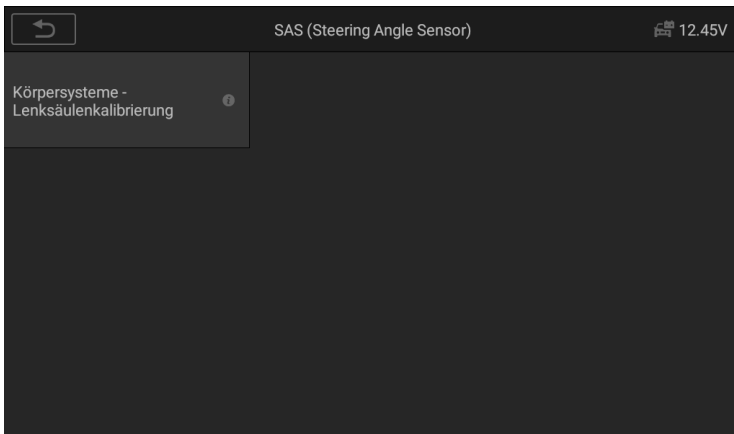 SAS (Steering Angle Sensor)
12.45V
Körpersysteme -
Lenksäulenkalibrierung